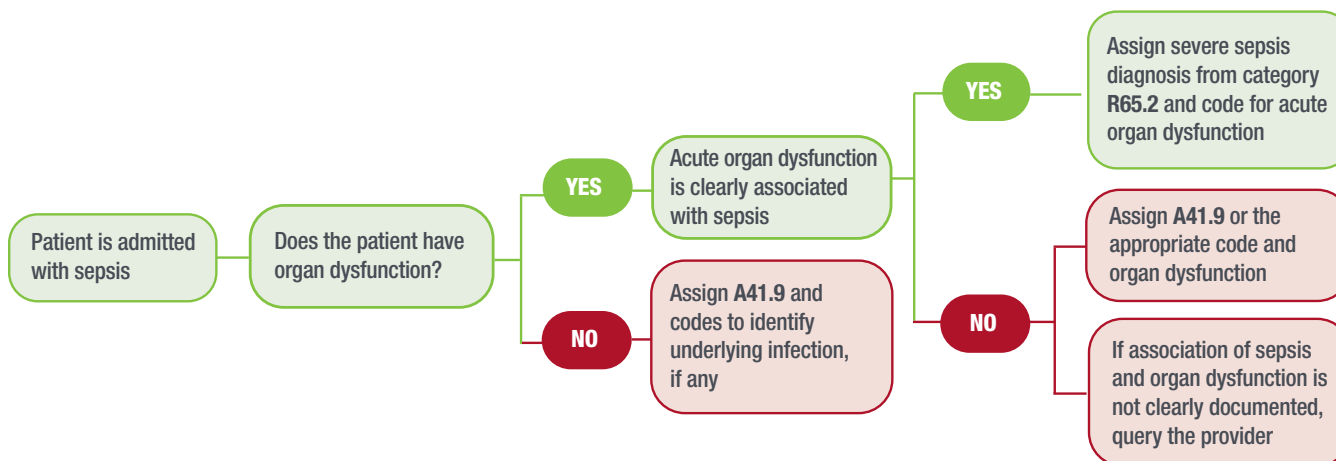 Patient is admitted
with sepsis
Does the patient have
organ dysfunction?
YES
Acute organ dysfunction
is clearly associated
with sepsis
NO
Assign A41.9 and
codes to identify
underlying infection,
if any
YES
Assign severe sepsis
diagnosis from category
R65.2 and code for acute
organ dysfunction
NO
Assign A41.9 or the
appropriate code and
organ dysfunction
If association of sepsis
and organ dysfunction is
not clearly documented,
query the provider